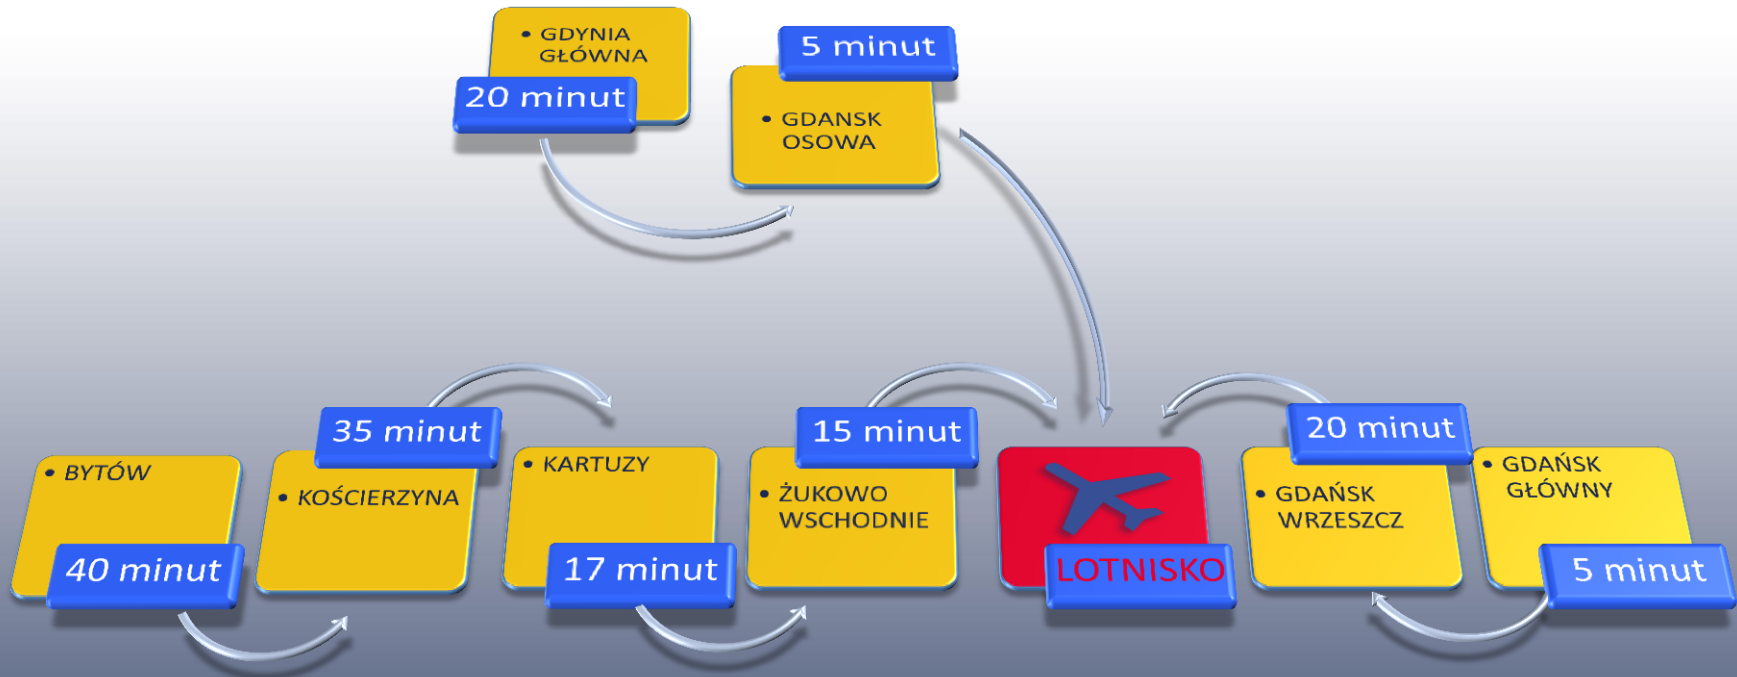 • GDYNIA
GŁÓWNA
20 minut
5 minut
• GDANSK
OSOWA
• BYTÓW
40 minut
35 minut
• KOŚCIERZYNA
• KARTUZY
17 minut
15 minut
• ŻUKOWO
WSCHODNIE
LOTNISKO
20 minut
• GDAŃSK
WRZESZCZ
• GDAŃSK
GŁÓWNY
5 minut